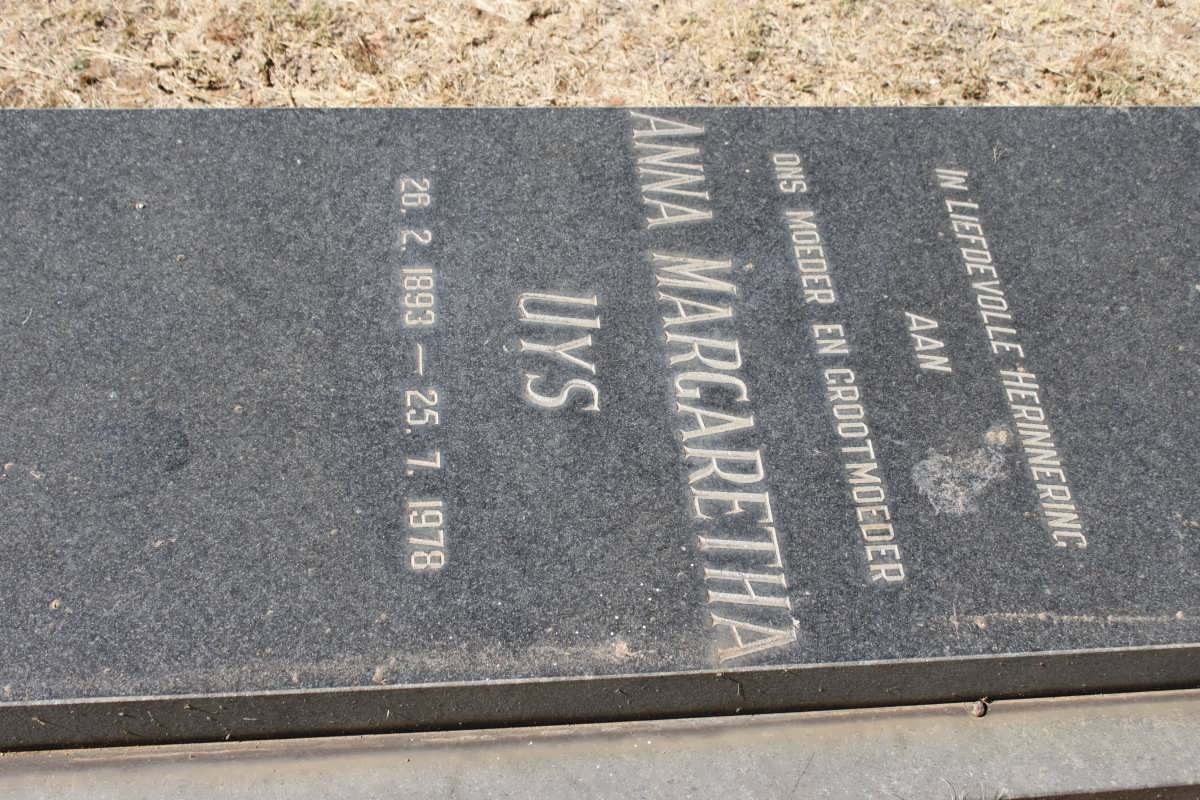 IN LIEFDEVOLLE HERINNERING
AAN
ONS MOEDER EN GROOTMOEDER
ANNA MARGARETHA
UYS
26. 2. 1893 — 25. 7. 1978